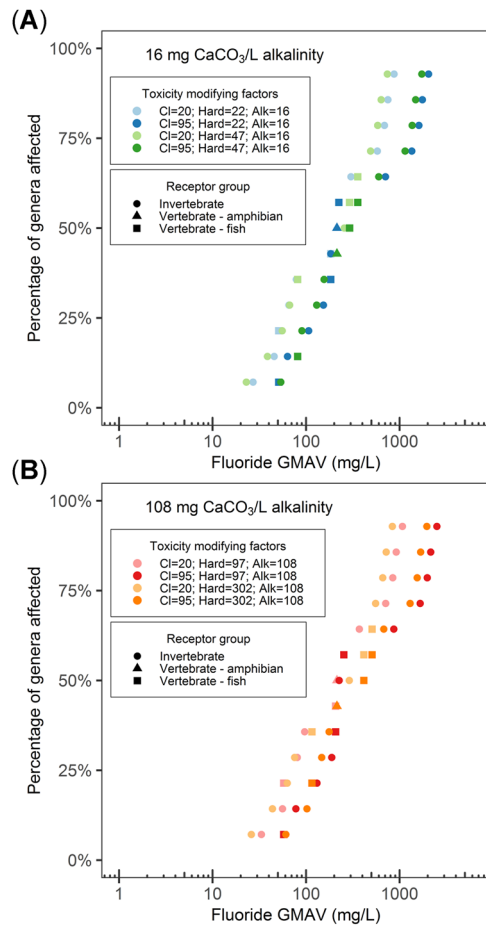 (A)
16 mg CaCO₃/L alkalinity
Toxicity modifying factors
Cl=20; Hard=22; Alk=16
Cl=95; Hard=22; Alk=16
Cl=20; Hard=47; Alk=16
Cl=95; Hard=47; Alk=16
Receptor group
Invertebrate
Vertebrate - amphibian
Vertebrate - fish
Percentage of genera affected
100%
75%
50%
25%
0%
1
10
100
1000
Fluoride GMAV (mg/L)
(B)
108 mg CaCO₃/L alkalinity
Toxicity modifying factors
Cl=20; Hard=97; Alk=108
Cl=95; Hard=97; Alk=108
Cl=20; Hard=302; Alk=108
Cl=95; Hard=302; Alk=108
Receptor group
Invertebrate
Vertebrate - amphibian
Vertebrate - fish
Percentage of genera affected
100%
75%
50%
25%
0%
1
10
100
1000
Fluoride GMAV (mg/L)